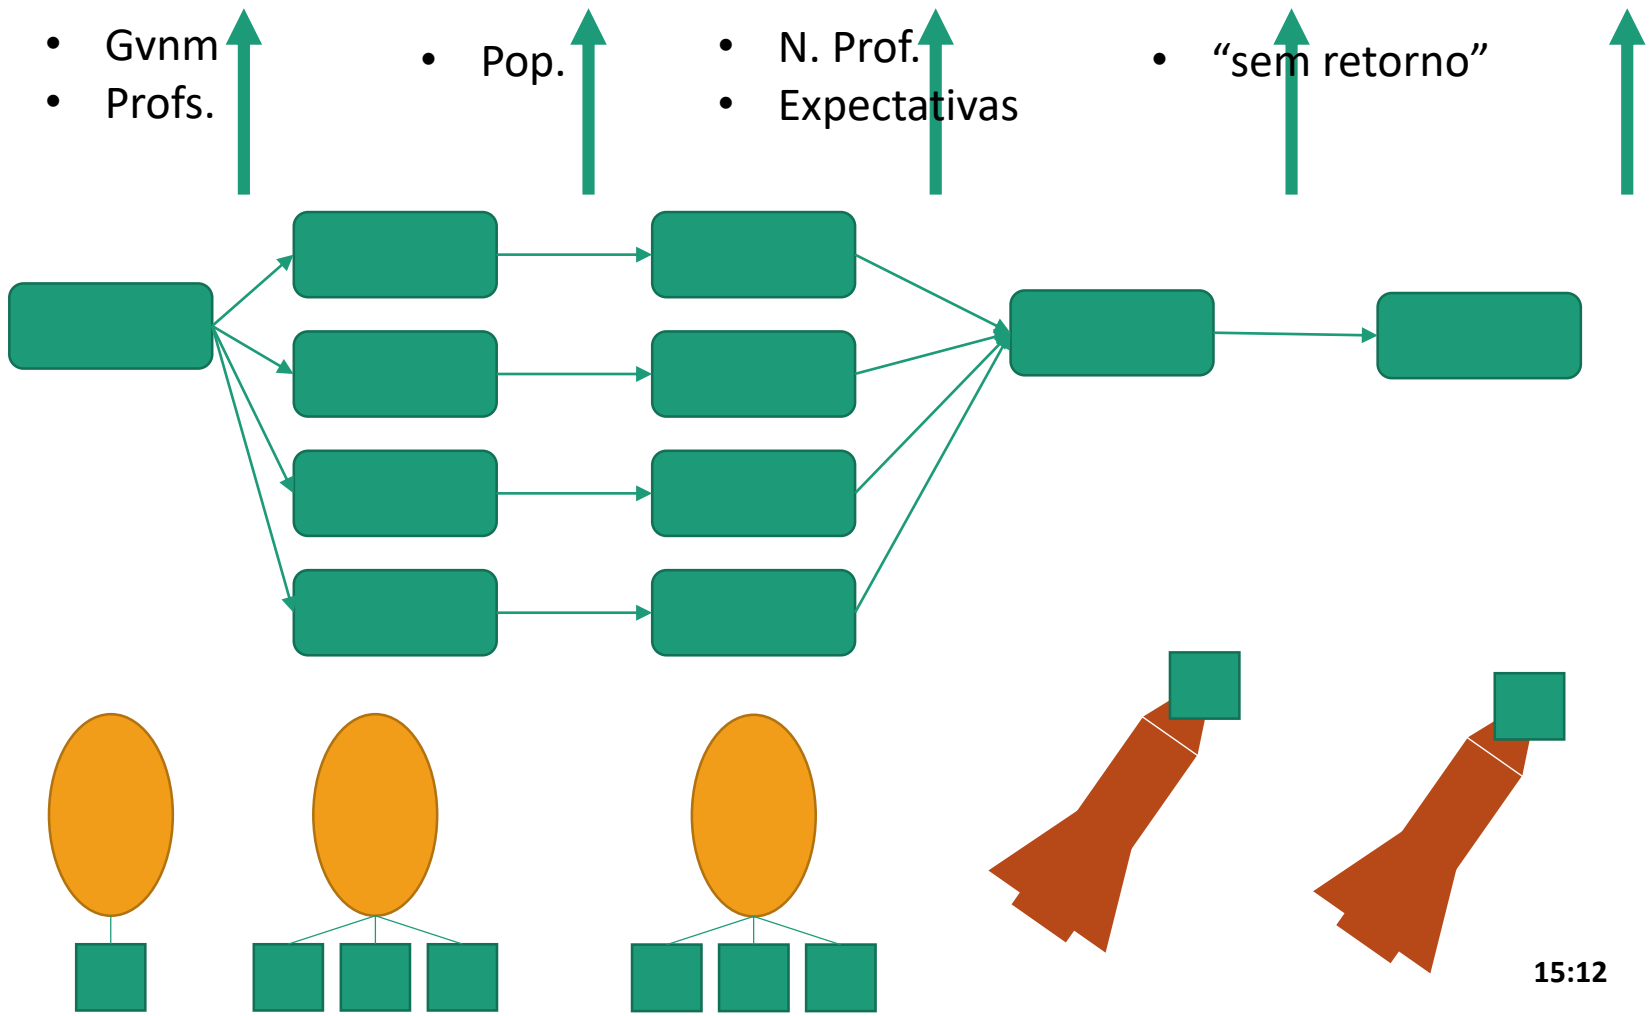 • Gvnm
• Profs.
• Pop.
• N. Prof.
• Expectativas
• “sem retorno”
15:12